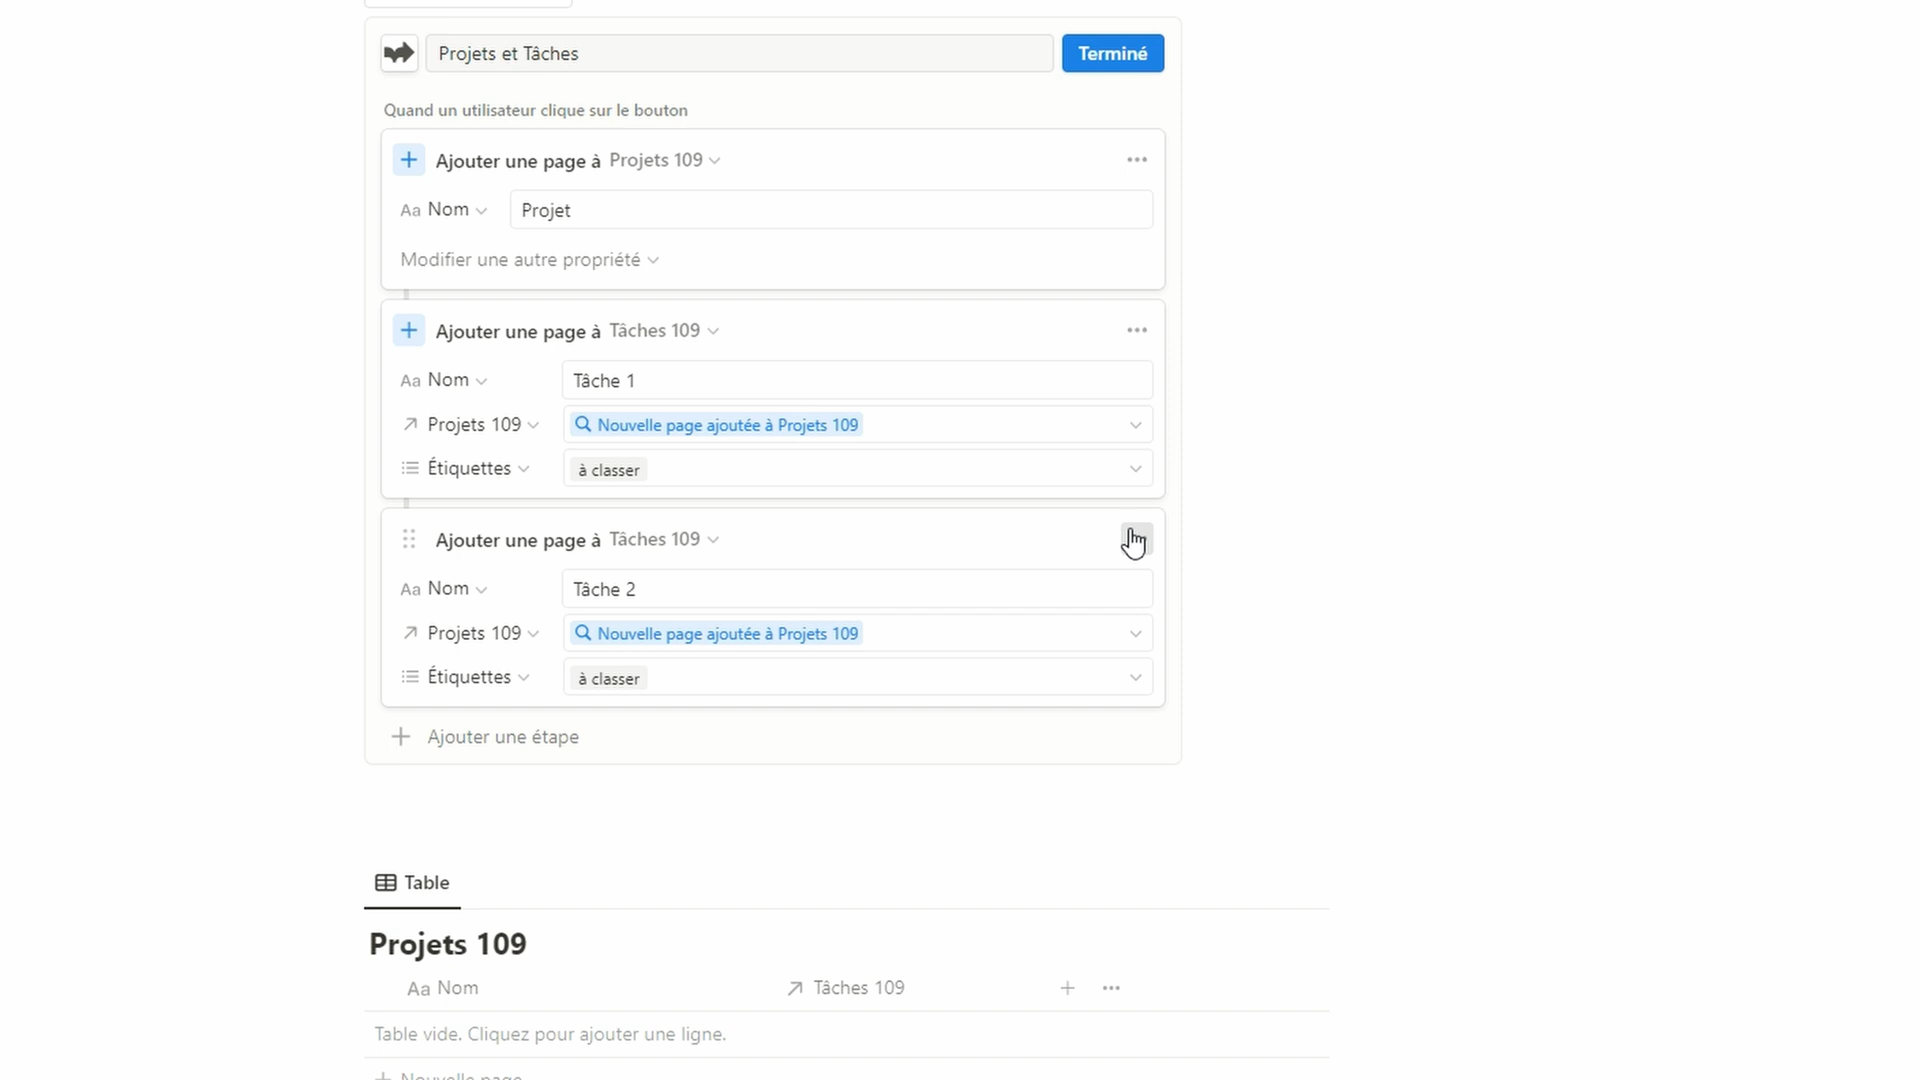 Projets et Tâches
Terminé
Quand un utilisateur clique sur le bouton
Ajouter une page à Projets 109
Aa Nom
Projet
Modifier une autre propriété
Ajouter une page à Tâches 109
Aa Nom
Tâche 1
Projets 109
Nouvelle page ajoutée à Projets 109
Étiquettes
à classer
Ajouter une page à Tâches 109
Aa Nom
Tâche 2
Projets 109
Nouvelle page ajoutée à Projets 109
Étiquettes
à classer
Ajouter une étape
Table
Projets 109
Aa Nom
Tâches 109
Table vide. Cliquez pour ajouter une ligne.
Nouvelle page